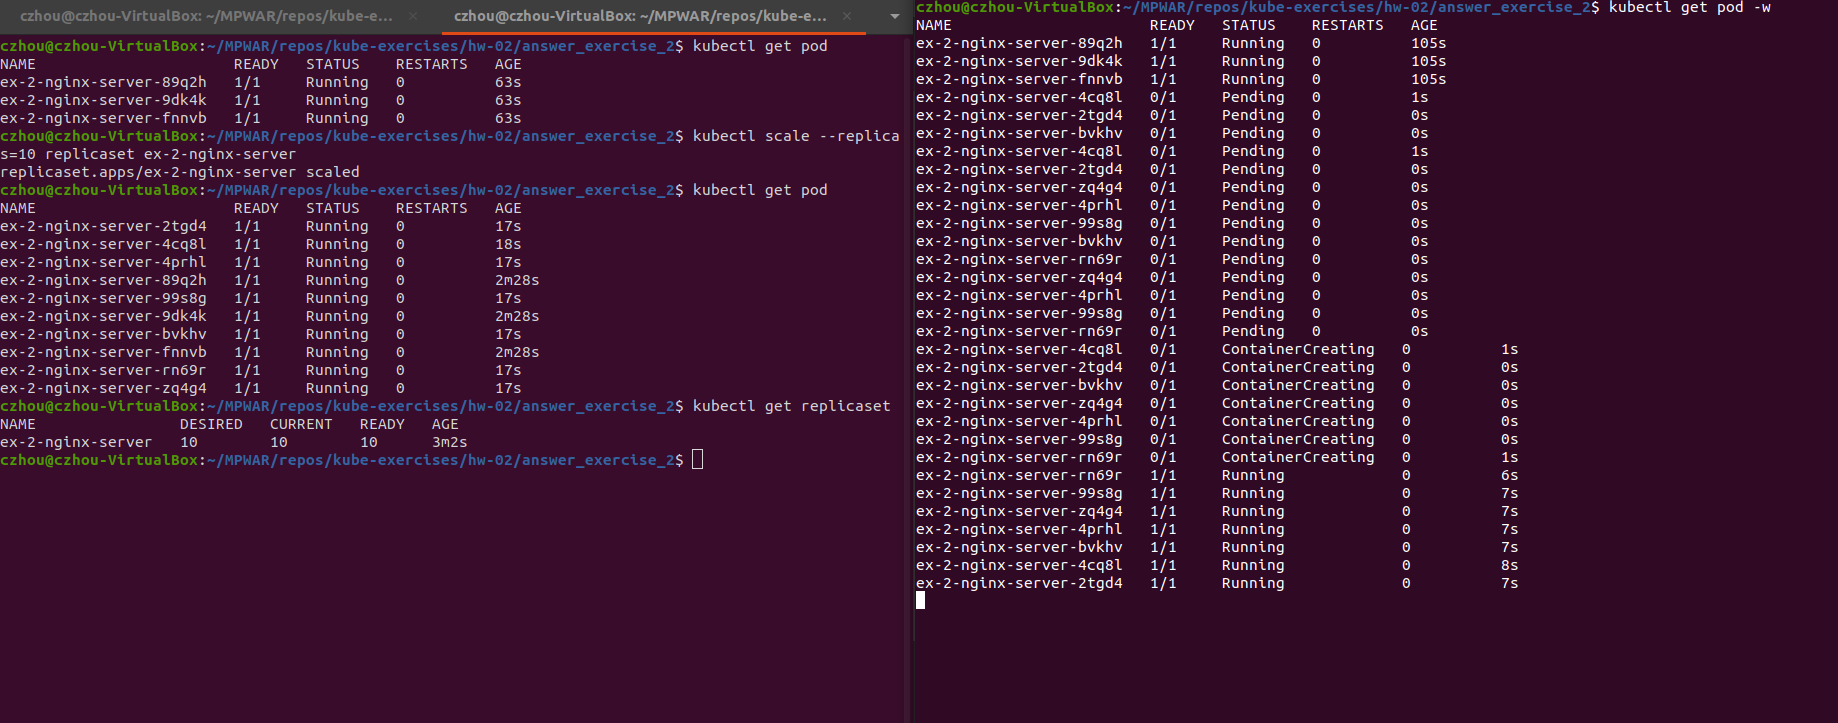 czhou@czhou-VirtualBox: ~/MPWAR/repos/kube-e...
czhou@czhou-VirtualBox: ~/MPWAR/repos/kube-e...
czhou@czhou-VirtualBox:~/MPWAR/repos/kube-exercises/hw-02/answer_exercise_2$ kubectl get pod
NAME                      READY   STATUS    RESTARTS   AGE
ex-2-nginx-server-89q2h   1/1     Running   0          63s
ex-2-nginx-server-9dk4k   1/1     Running   0          63s
ex-2-nginx-server-fnnvb   1/1     Running   0          63s
czhou@czhou-VirtualBox:~/MPWAR/repos/kube-exercises/hw-02/answer_exercise_2$ kubectl scale --replica
s=10 replicaset ex-2-nginx-server
replicaset.apps/ex-2-nginx-server scaled
czhou@czhou-VirtualBox:~/MPWAR/repos/kube-exercises/hw-02/answer_exercise_2$ kubectl get pod
NAME                      READY   STATUS    RESTARTS   AGE
ex-2-nginx-server-2tgd4   1/1     Running   0          17s
ex-2-nginx-server-4cq8l   1/1     Running   0          18s
ex-2-nginx-server-4prhl   1/1     Running   0          17s
ex-2-nginx-server-89q2h   1/1     Running   0          2m28s
ex-2-nginx-server-99s8g   1/1     Running   0          17s
ex-2-nginx-server-9dk4k   1/1     Running   0          2m28s
ex-2-nginx-server-bvkhv   1/1     Running   0          17s
ex-2-nginx-server-fnnvb   1/1     Running   0          2m28s
ex-2-nginx-server-rn69r   1/1     Running   0          17s
ex-2-nginx-server-zq4g4   1/1     Running   0          17s
czhou@czhou-VirtualBox:~/MPWAR/repos/kube-exercises/hw-02/answer_exercise_2$ kubectl get replicaset
NAME                DESIRED   CURRENT   READY   AGE
ex-2-nginx-server   10        10        10      3m2s
czhou@czhou-VirtualBox:~/MPWAR/repos/kube-exercises/hw-02/answer_exercise_2$
czhou@czhou-VirtualBox:~/MPWAR/repos/kube-exercises/hw-02/answer_exercise_2$ kubectl get pod -w
NAME                      READY   STATUS    RESTARTS   AGE
ex-2-nginx-server-89q2h   1/1     Running   0          105s
ex-2-nginx-server-9dk4k   1/1     Running   0          105s
ex-2-nginx-server-fnnvb   1/1     Running   0          105s
ex-2-nginx-server-4cq8l   0/1     Pending   0          1s
ex-2-nginx-server-2tgd4   0/1     Pending   0          0s
ex-2-nginx-server-bvkhv   0/1     Pending   0          0s
ex-2-nginx-server-4cq8l   0/1     Pending   0          1s
ex-2-nginx-server-2tgd4   0/1     Pending   0          0s
ex-2-nginx-server-zq4g4   0/1     Pending   0          0s
ex-2-nginx-server-4prhl   0/1     Pending   0          0s
ex-2-nginx-server-99s8g   0/1     Pending   0          0s
ex-2-nginx-server-bvkhv   0/1     Pending   0          0s
ex-2-nginx-server-rn69r   0/1     Pending   0          0s
ex-2-nginx-server-zq4g4   0/1     Pending   0          0s
ex-2-nginx-server-4prhl   0/1     Pending   0          0s
ex-2-nginx-server-99s8g   0/1     Pending   0          0s
ex-2-nginx-server-rn69r   0/1     Pending   0          0s
ex-2-nginx-server-4cq8l   0/1     ContainerCreating   0          1s
ex-2-nginx-server-2tgd4   0/1     ContainerCreating   0          0s
ex-2-nginx-server-bvkhv   0/1     ContainerCreating   0          0s
ex-2-nginx-server-zq4g4   0/1     ContainerCreating   0          0s
ex-2-nginx-server-4prhl   0/1     ContainerCreating   0          0s
ex-2-nginx-server-99s8g   0/1     ContainerCreating   0          0s
ex-2-nginx-server-rn69r   0/1     ContainerCreating   0          1s
ex-2-nginx-server-rn69r   1/1     Running             0          6s
ex-2-nginx-server-99s8g   1/1     Running             0          7s
ex-2-nginx-server-zq4g4   1/1     Running             0          7s
ex-2-nginx-server-4prhl   1/1     Running             0          7s
ex-2-nginx-server-bvkhv   1/1     Running             0          7s
ex-2-nginx-server-4cq8l   1/1     Running             0          8s
ex-2-nginx-server-2tgd4   1/1     Running             0          7s